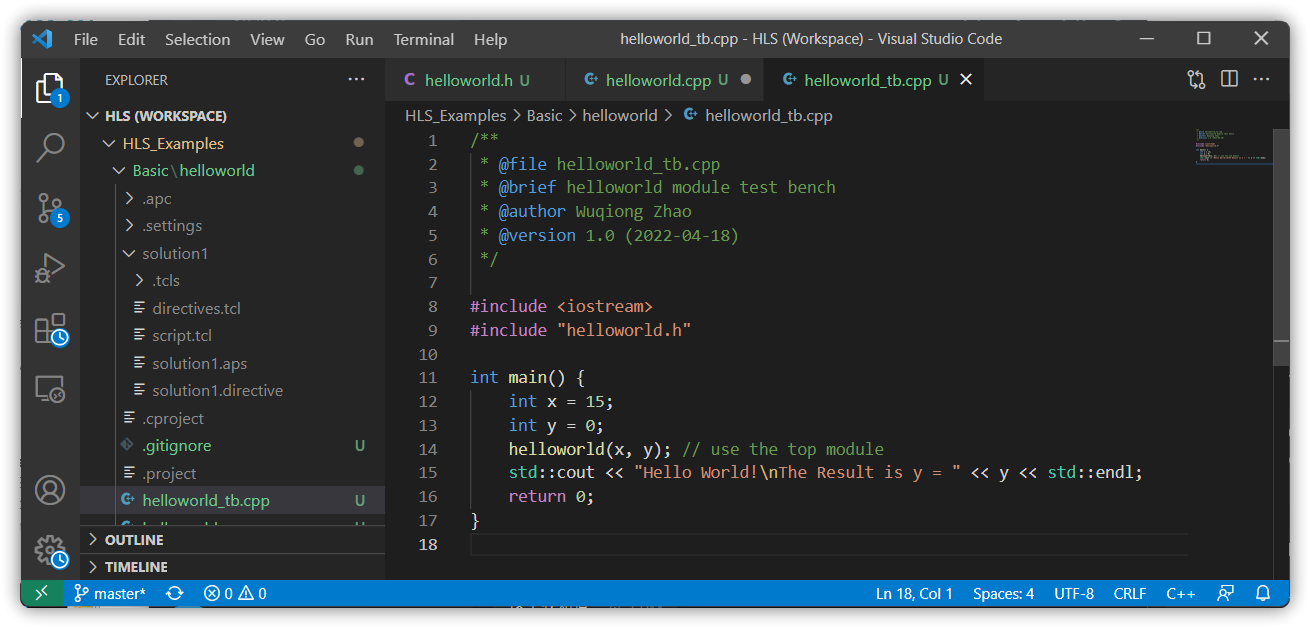 File Edit Selection View Go Run Terminal Help helloworld_tb.cpp - HLS (Workspace) - Visual Studio Code
EXPLORER
1
HLS (WORKSPACE)
HLS_Examples
Basic\helloworld
.apc
5
.settings
solution1
.tcls
directives.tcl
script.tcl
solution1.aps
solution1.directive
.cproject
.gitignore U
.project
helloworld_tb.cpp U
OUTLINE
TIMELINE
C helloworld.h U helloworld.cpp U helloworld_tb.cpp U
HLS_Examples > Basic > helloworld > helloworld_tb.cpp
1 /**
2  * @file helloworld_tb.cpp
3  * @brief helloworld module test bench
4  * @author Wuqiong Zhao
5  * @version 1.0 (2022-04-18)
6  */
7
8 #include <iostream>
9 #include "helloworld.h"
10
11 int main() {
12     int x = 15;
13     int y = 0;
14     helloworld(x, y); // use the top module
15     std::cout << "Hello World!\nThe Result is y = " << y << std::endl;
16     return 0;
17 }
18
master* 0 0 Ln 18, Col 1 Spaces: 4 UTF-8 CRLF C++